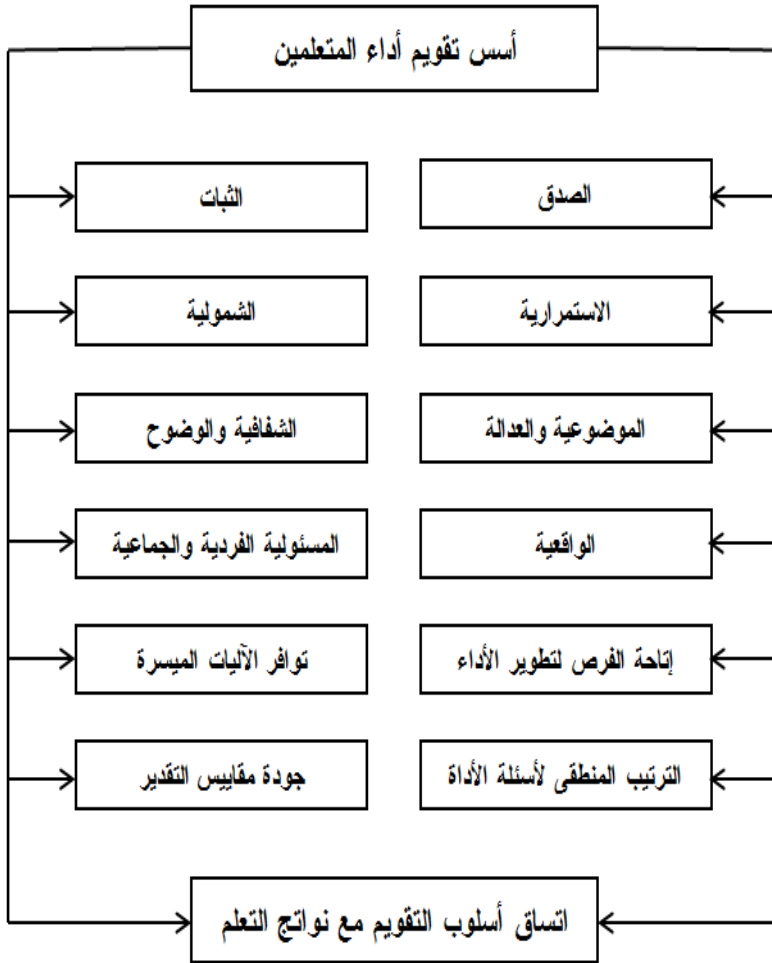 أسس تقويم أداء المتعلمين
الصدق
الثبات
الاستمرارية
الشمولية
الموضوعية والعدالة
الشفافية والوضوح
الواقعية
المسئولية الفردية والجماعية
إتاحة الفرص لتطوير الأداء
توافر الآليات الميسرة
الترتيب المنطقى لأسئلة الأداة
جودة مقاييس التقدير
اتساق أسلوب التقويم مع نواتج التعلم